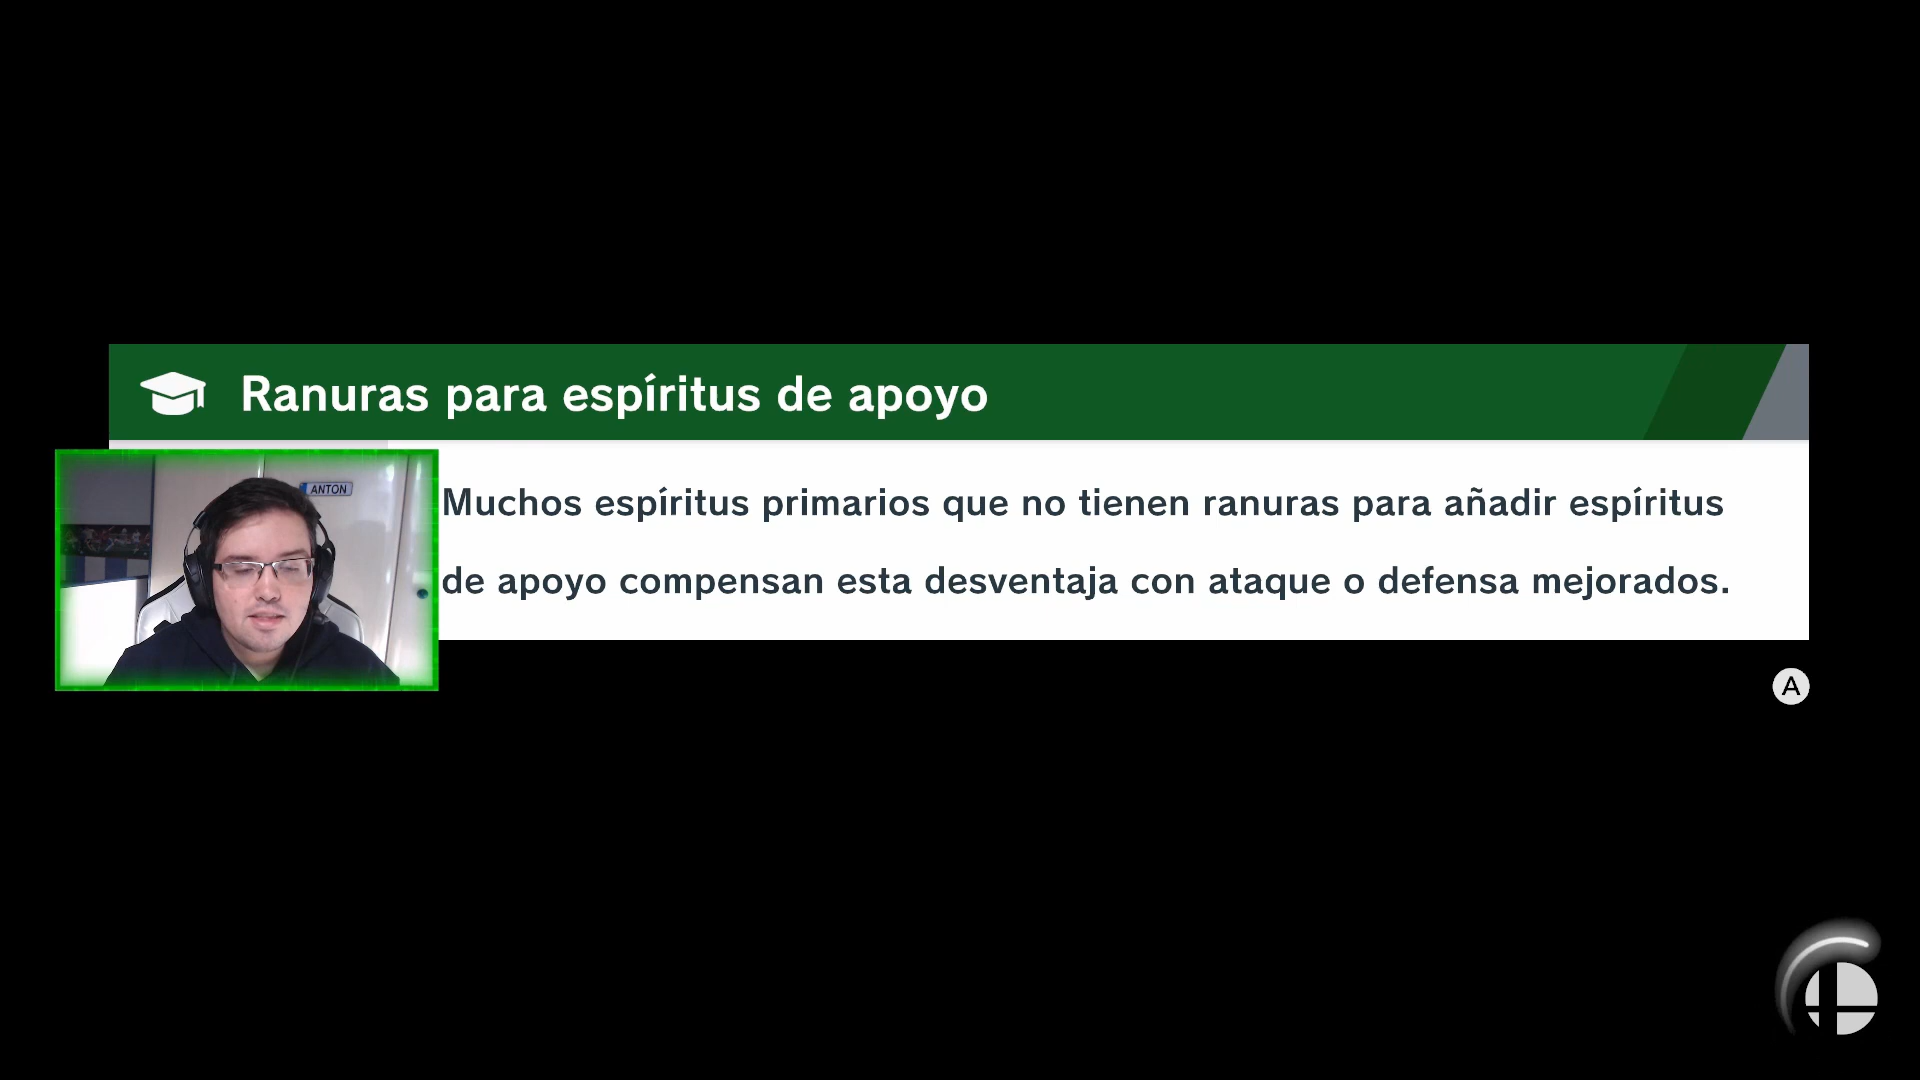 Ranuras para espíritus de apoyo
ANTON
Muchos espíritus primarios que no tienen ranuras para añadir espíritus
de apoyo compensan esta desventaja con ataque o defensa mejorados.
A